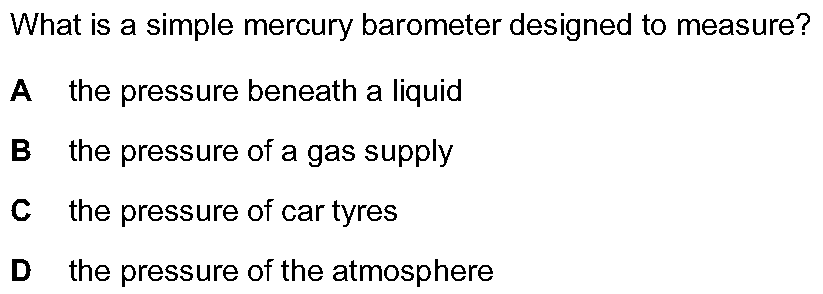 What is a simple mercury barometer designed to measure?
A the pressure beneath a liquid
B the pressure of a gas supply
C the pressure of car tyres
D the pressure of the atmosphere